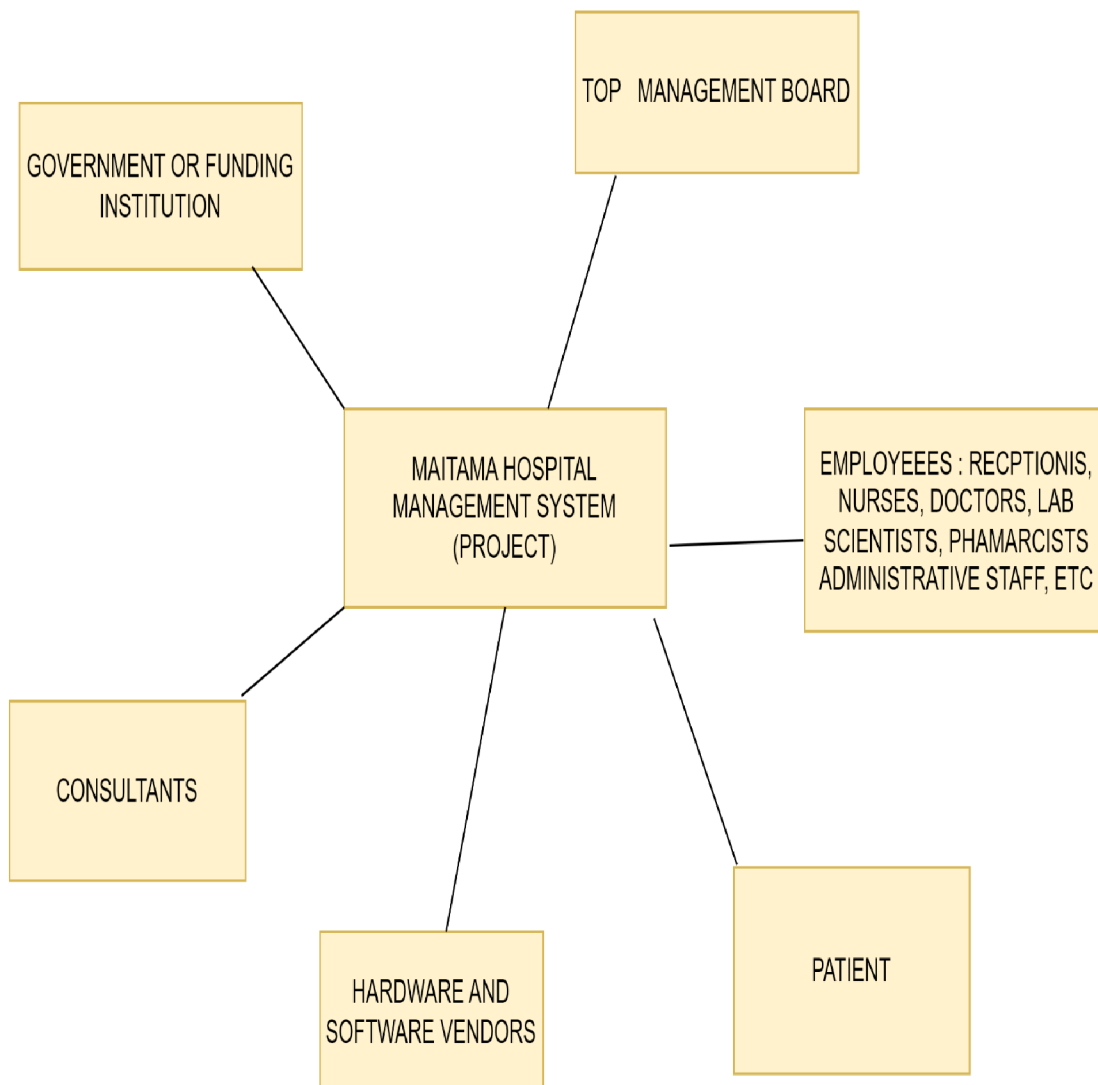 TOP MANAGEMENT BOARD
GOVERNMENT OR FUNDING
INSTITUTION
MAITAMA HOSPITAL
MANAGEMENT SYSTEM
(PROJECT)
EMPLOYEEES : RECPTIONIS,
NURSES, DOCTORS, LAB
SCIENTISTS, PHAMARCISTS
ADMINISTRATIVE STAFF, ETC
CONSULTANTS
HARDWARE AND
SOFTWARE VENDORS
PATIENT